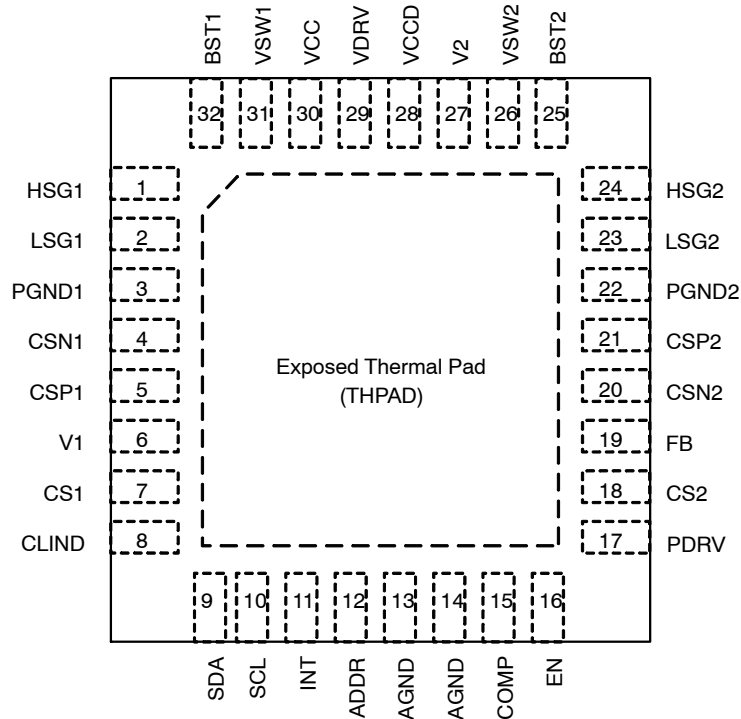 BST1 VSW1 VCC VDRV VCCD V2 VSW2 BST2
32 31 30 29 28 27 26 25
HSG1 1 24 HSG2
LSG1 2 23 LSG2
PGND1 3 22 PGND2
CSN1 4 21 CSP2
CSP1 5 20 CSN2
V1 6 19 FB
CS1 7 18 CS2
CLIND 8 17 PDRV
Exposed Thermal Pad
(THPAD)
9 10 11 12 13 14 15 16
SDA SCL INT ADDR AGND AGND COMP EN